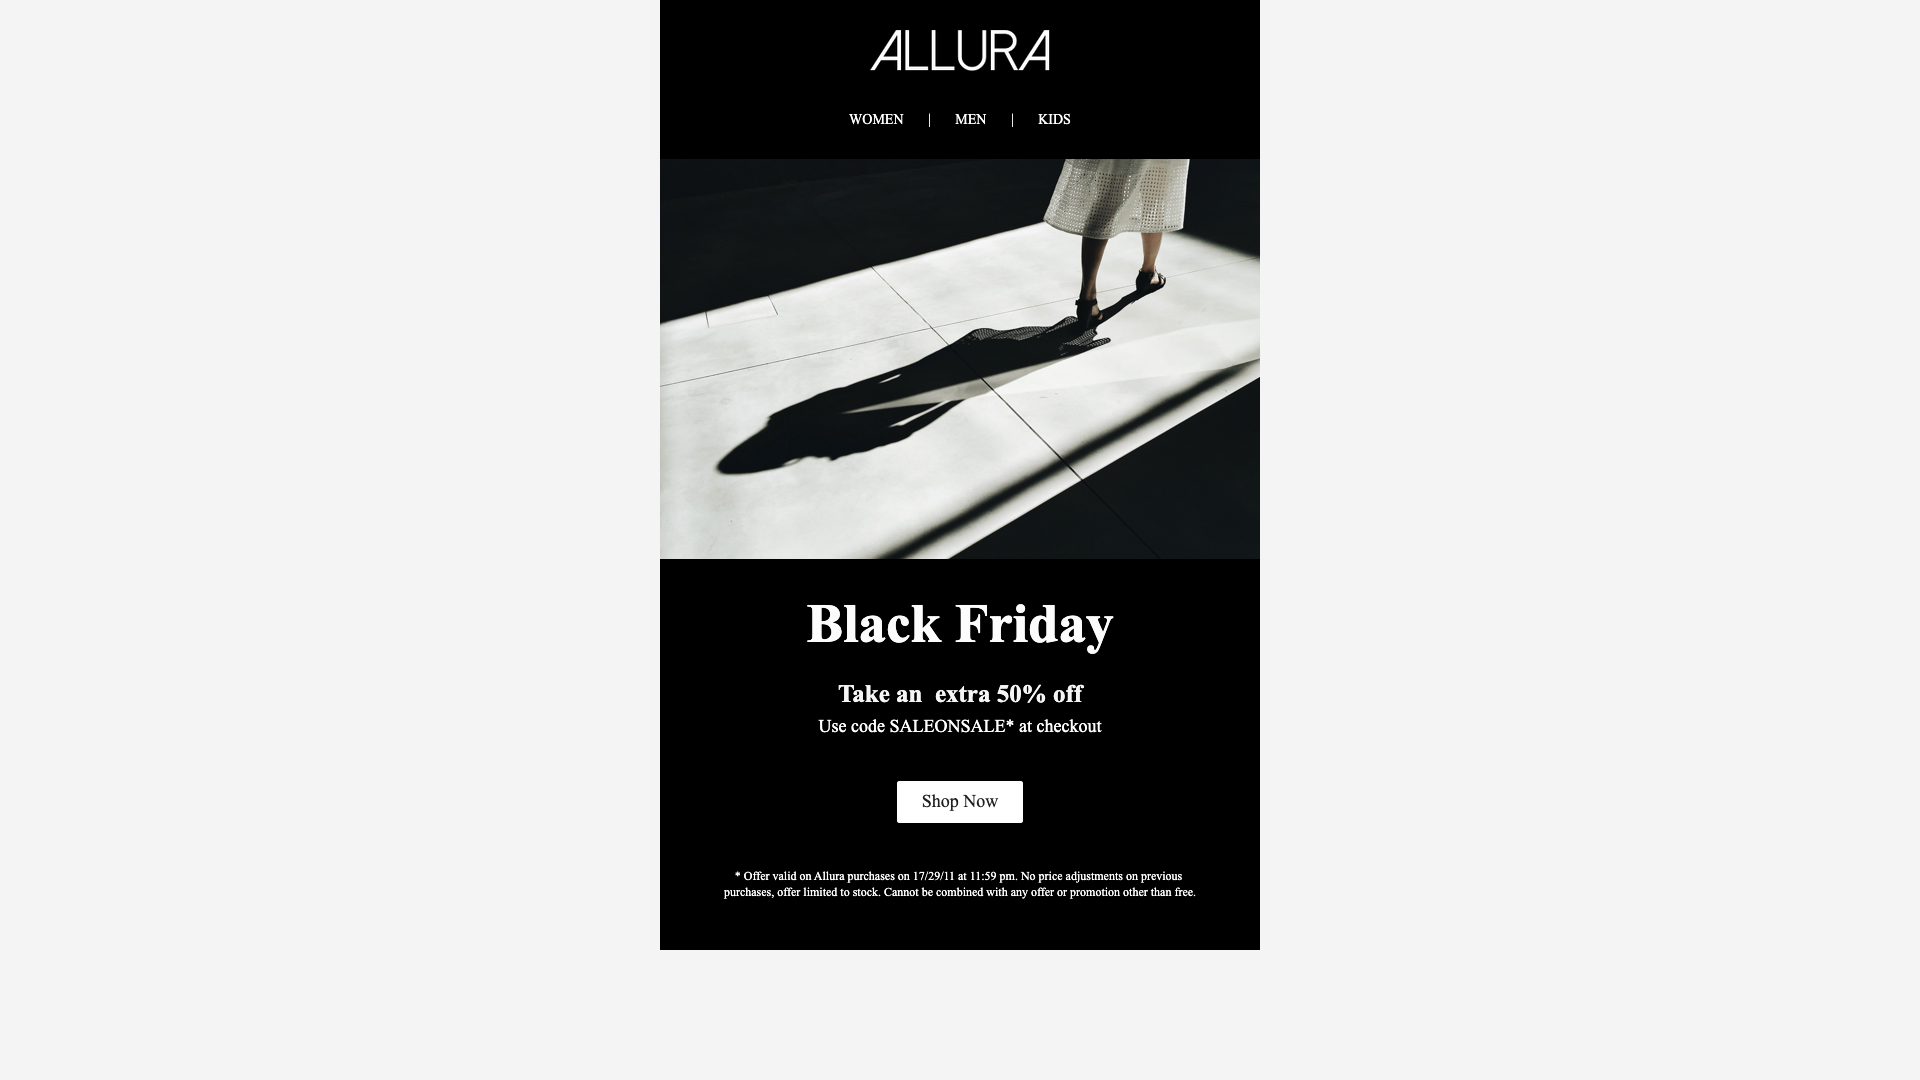 ALLURA
WOMEN | MEN | KIDS
Black Friday
Take an  extra 50% off
Use code SALEONSALE* at checkout
Shop Now
* Offer valid on Allura purchases on 17/29/11 at 11:59 pm. No price adjustments on previous
purchases, offer limited to stock. Cannot be combined with any offer or promotion other than free.